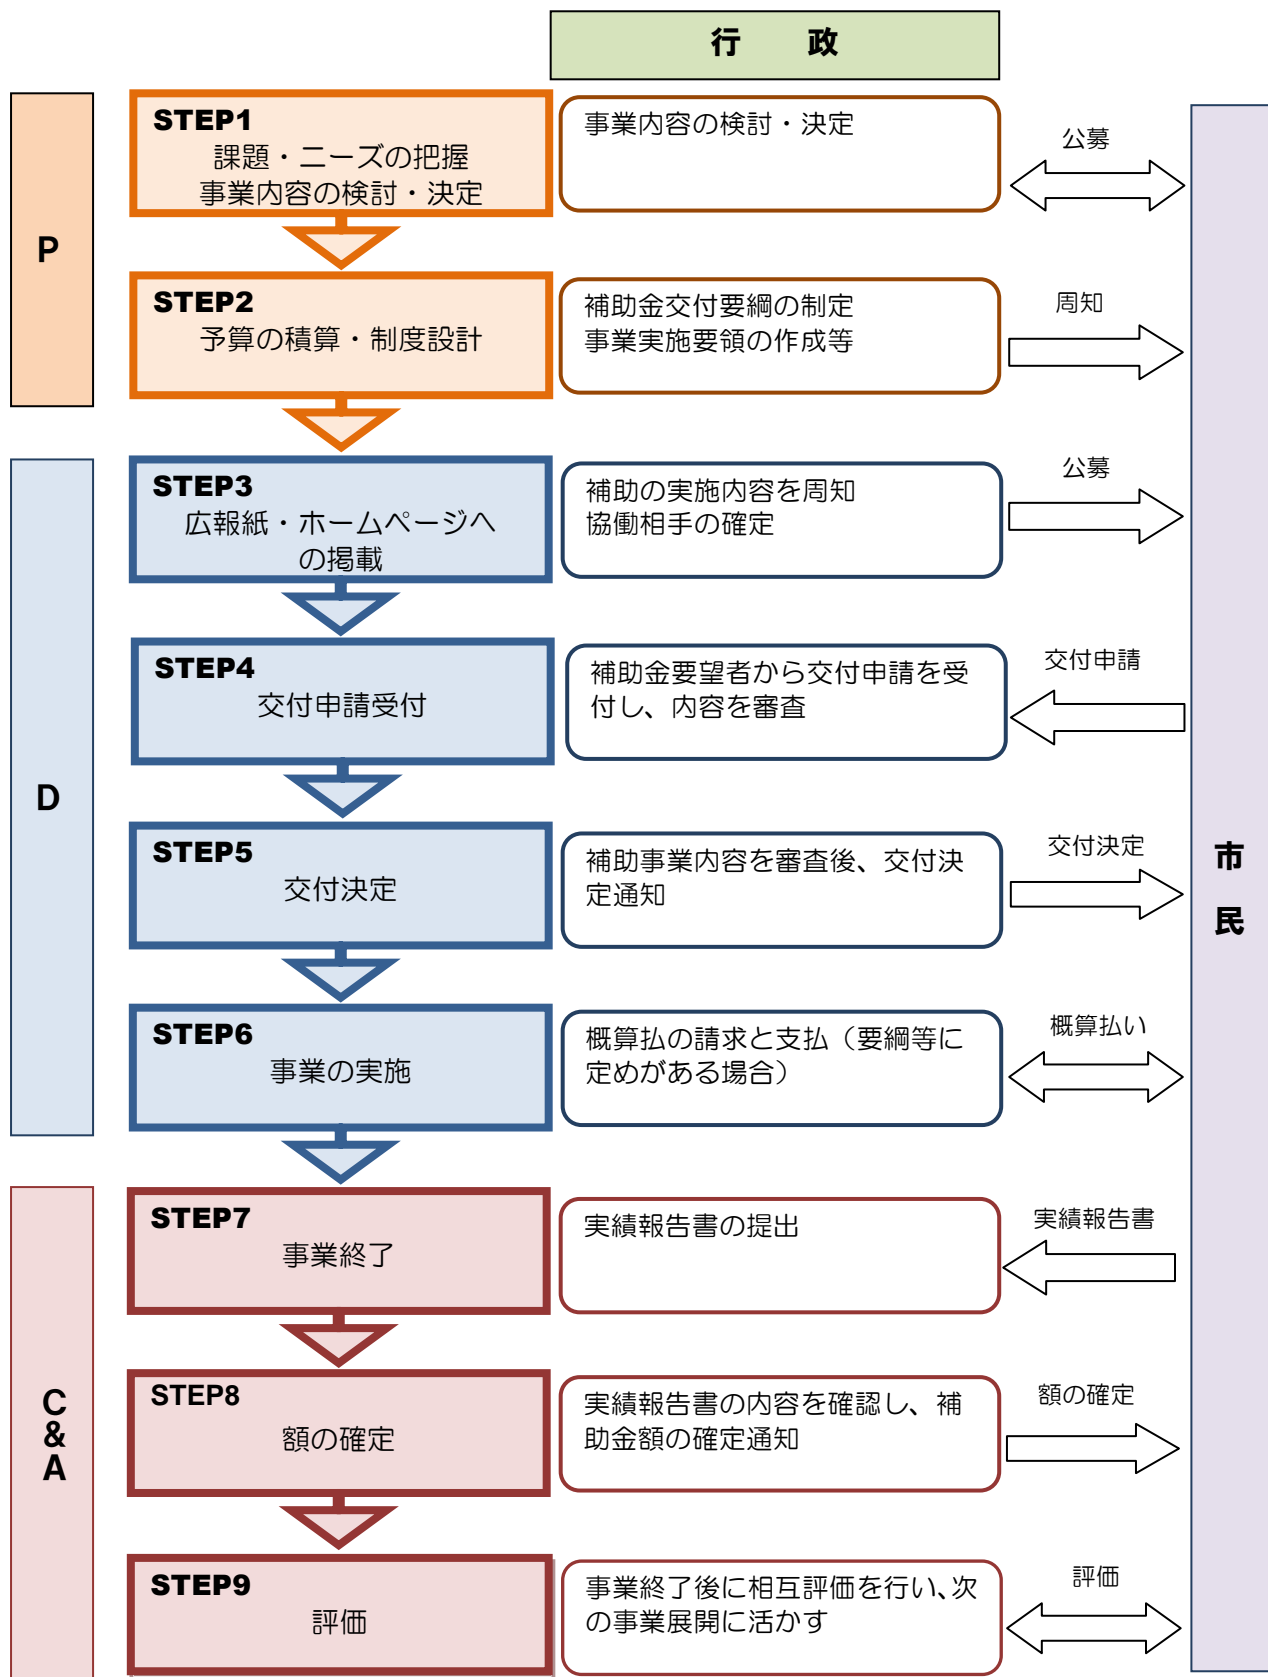 行　政
P
STEP1
課題・ニーズの把握
事業内容の検討・決定
事業内容の検討・決定
公募
STEP2
予算の積算・制度設計
補助金交付要綱の制定
事業実施要領の作成等
周知
D
STEP3
広報紙・ホームページへ
の掲載
補助の実施内容を周知
協働相手の確定
公募
STEP4
交付申請受付
補助金要望者から交付申請を受
付し、内容を審査
交付申請
STEP5
交付決定
補助事業内容を審査後、交付決
定通知
交付決定
STEP6
事業の実施
概算払の請求と支払（要綱等に
定めがある場合）
概算払い
C
&
A
STEP7
事業終了
実績報告書の提出
実績報告書
STEP8
額の確定
実績報告書の内容を確認し、補
助金額の確定通知
額の確定
STEP9
評価
事業終了後に相互評価を行い、次
の事業展開に活かす
評価
市
民